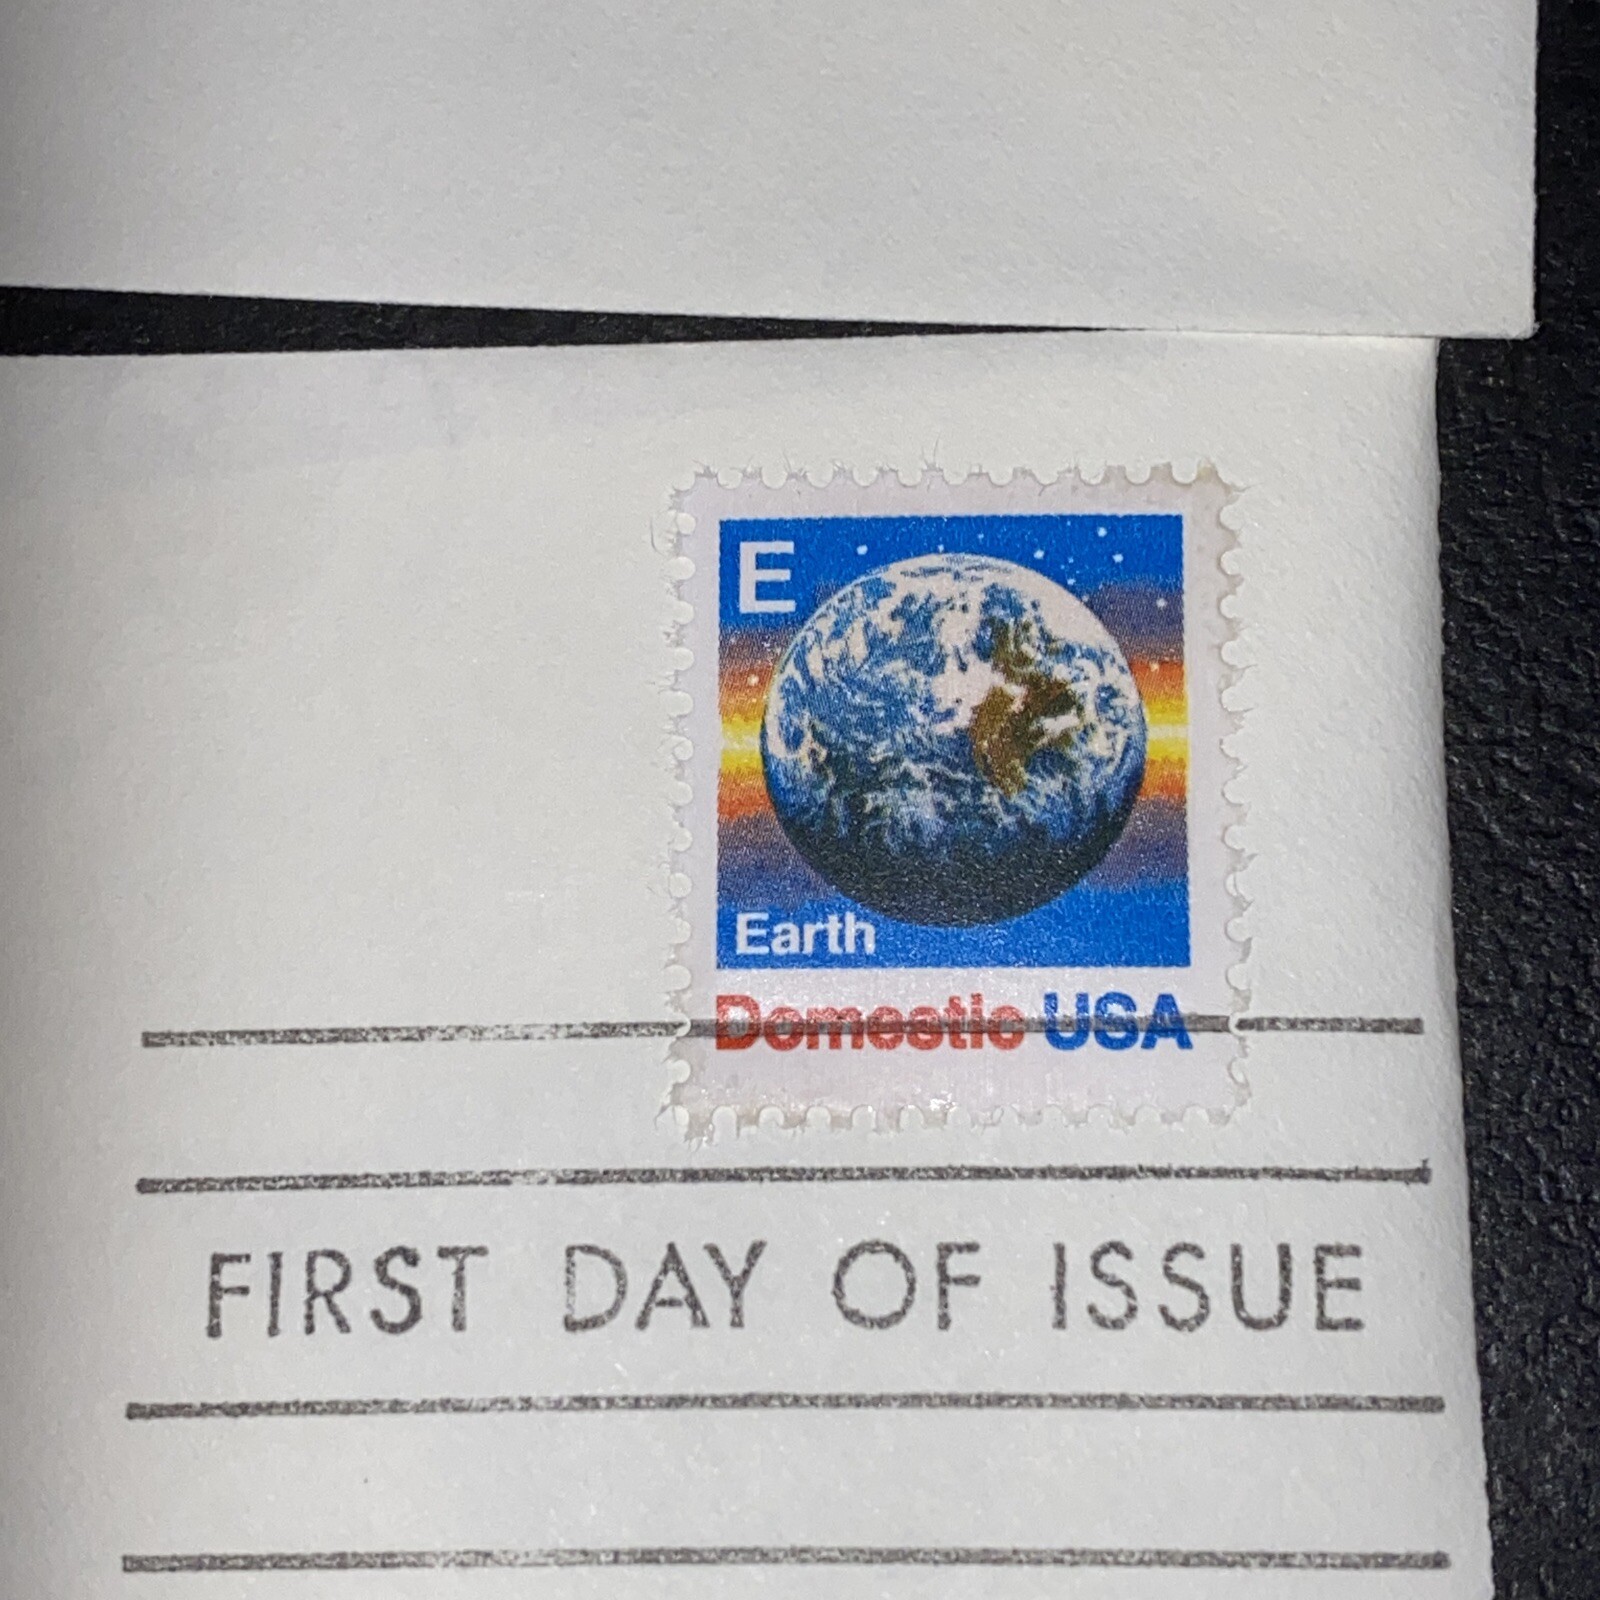 E
Earth
Domestic USA
FIRST DAY OF ISSUE